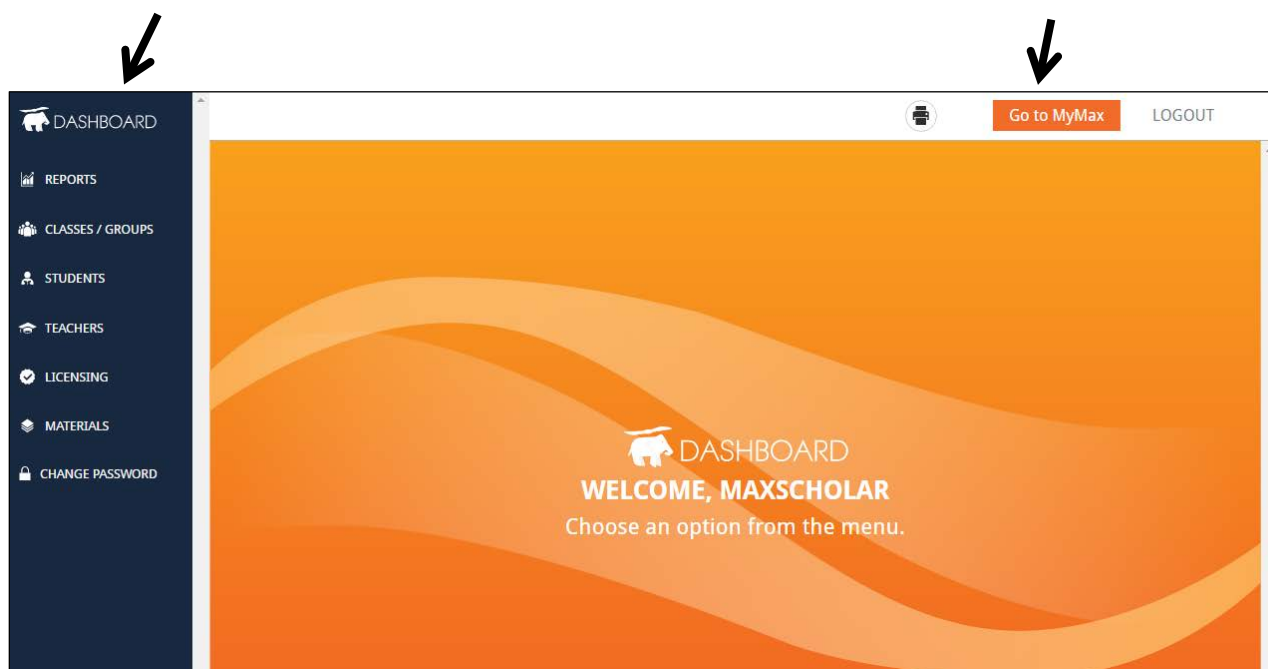 DASHBOARD
Go to MyMax
LOGOUT
REPORTS
CLASSES / GROUPS
STUDENTS
TEACHERS
LICENSING
MATERIALS
CHANGE PASSWORD
DASHBOARD
WELCOME, MAXSCHOLAR
Choose an option from the menu.